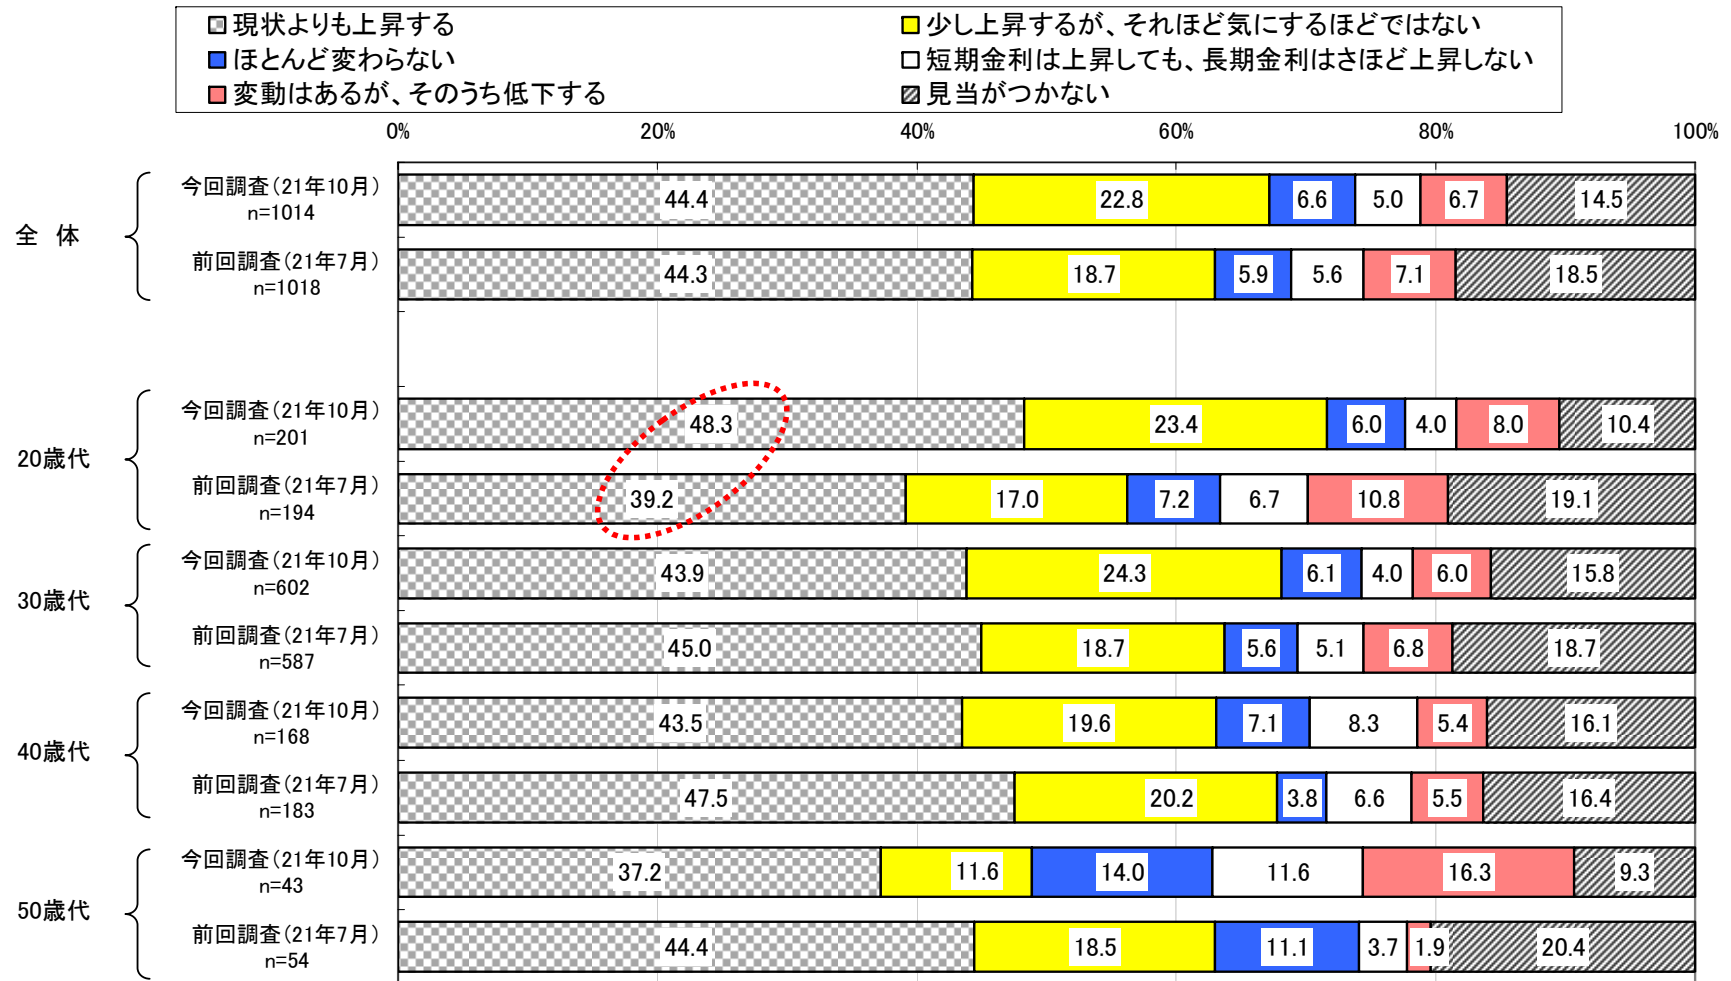 現状よりも上昇する 少し上昇するが、それほど気にするほどではない
ほとんど変わらない 短期金利は上昇しても、長期金利はさほど上昇しない
変動はあるが、そのうち低下する 見当がつかない
0% 20% 40% 60% 80% 100%
全 体
今回調査(21年10月)
n=1014
44.4 22.8 6.6 5.0 6.7 14.5
前回調査(21年7月)
n=1018
44.3 18.7 5.9 5.6 7.1 18.5
20歳代
今回調査(21年10月)
n=201
48.3 23.4 6.0 4.0 8.0 10.4
前回調査(21年7月)
n=194
39.2 17.0 7.2 6.7 10.8 19.1
30歳代
今回調査(21年10月)
n=602
43.9 24.3 6.1 4.0 6.0 15.8
前回調査(21年7月)
n=587
45.0 18.7 5.6 5.1 6.8 18.7
40歳代
今回調査(21年10月)
n=168
43.5 19.6 7.1 8.3 5.4 16.1
前回調査(21年7月)
n=183
47.5 20.2 3.8 6.6 5.5 16.4
50歳代
今回調査(21年10月)
n=43
37.2 11.6 14.0 11.6 16.3 9.3
前回調査(21年7月)
n=54
44.4 18.5 11.1 3.7 1.9 20.4